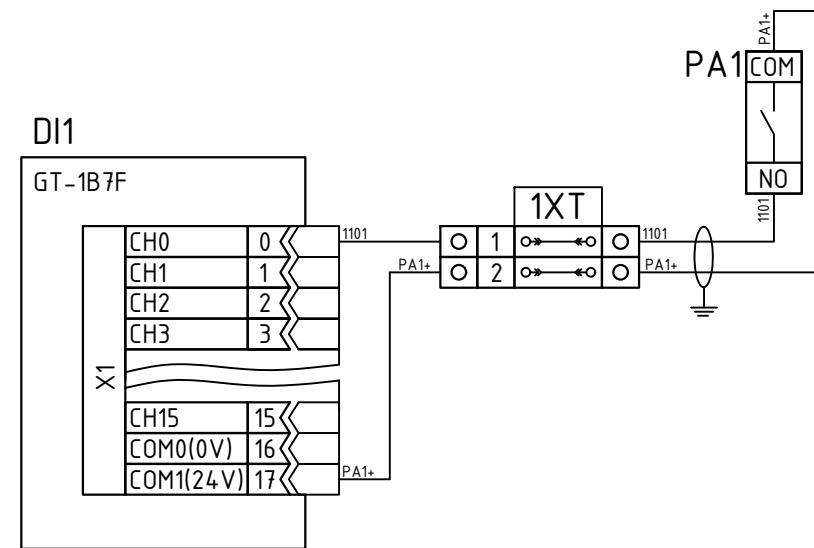 PA1+
PA1
COM
NO
1101
DI1
GT-1B7F
1XT
X1
CH0 0 1101 1 1101
CH1 1 PA1+ 2 PA1+
CH2 2
CH3 3
CH15 15
COM0(0V) 16
COM1(24V) 17 PA1+